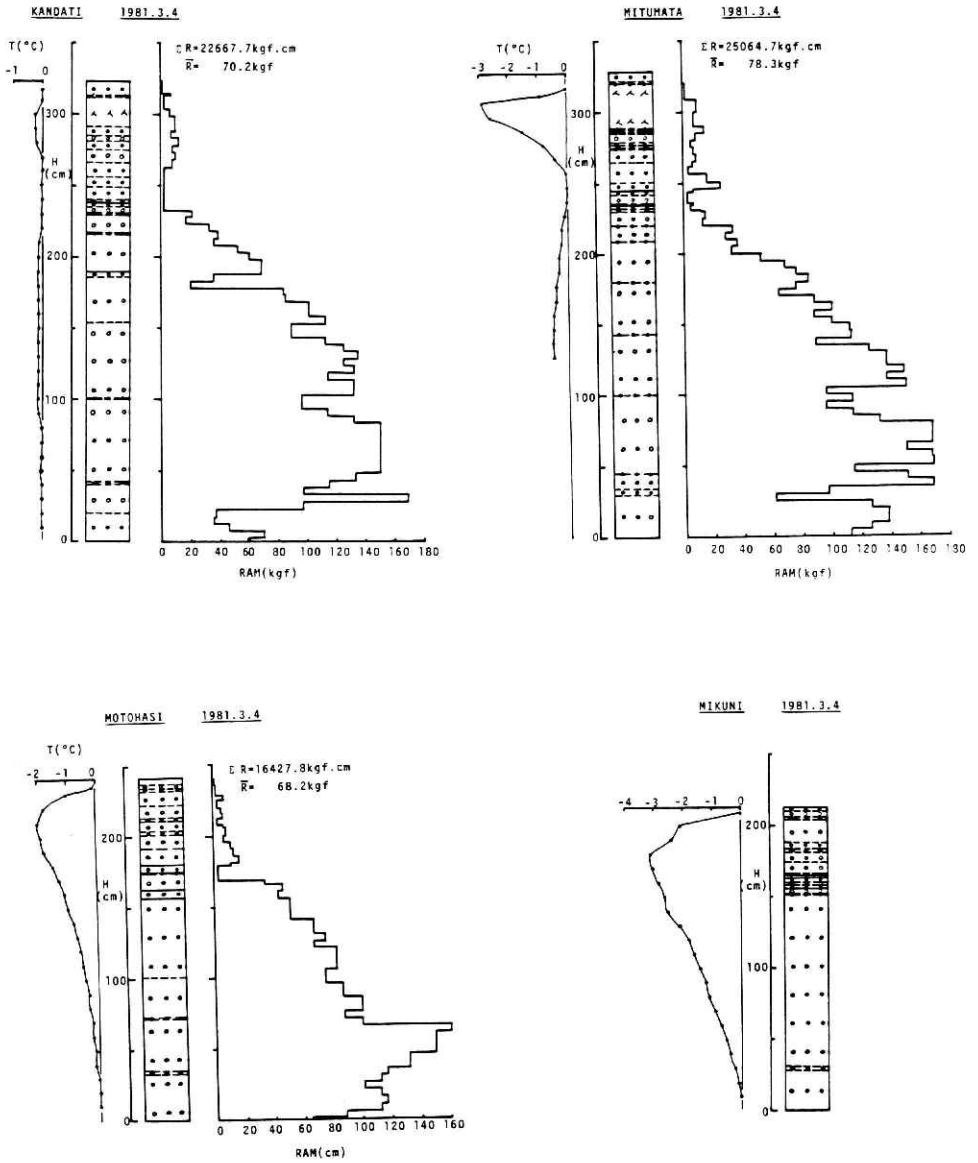 KANDATI 1981.3.4
T(°C)
-1 0
Σ R=22667.7kgf.cm
R̅= 70.2kgf
300
H
(cm)
200
100
0
0 20 40 60 80 100 120 140 160 180
RAM(kgf)
MITUMATA 1981.3.4
T(°C)
-3 -2 -1 0
Σ R=25064.7kgf.cm
R̅= 78.3kgf
300
H
(cm)
200
100
0
0 20 40 60 80 100 120 140 160 180
RAM(kgf)
MOTOHASI 1981.3.4
T(°C)
-2 -1 0
Σ R=16427.8kgf.cm
R̅= 68.2kgf
200
H
(cm)
100
0
0 20 40 60 80 100 120 140 160
RAM(cm)
MIKUNI 1981.3.4
-4 -3 -2 -1 0
200
H
(cm)
100
0